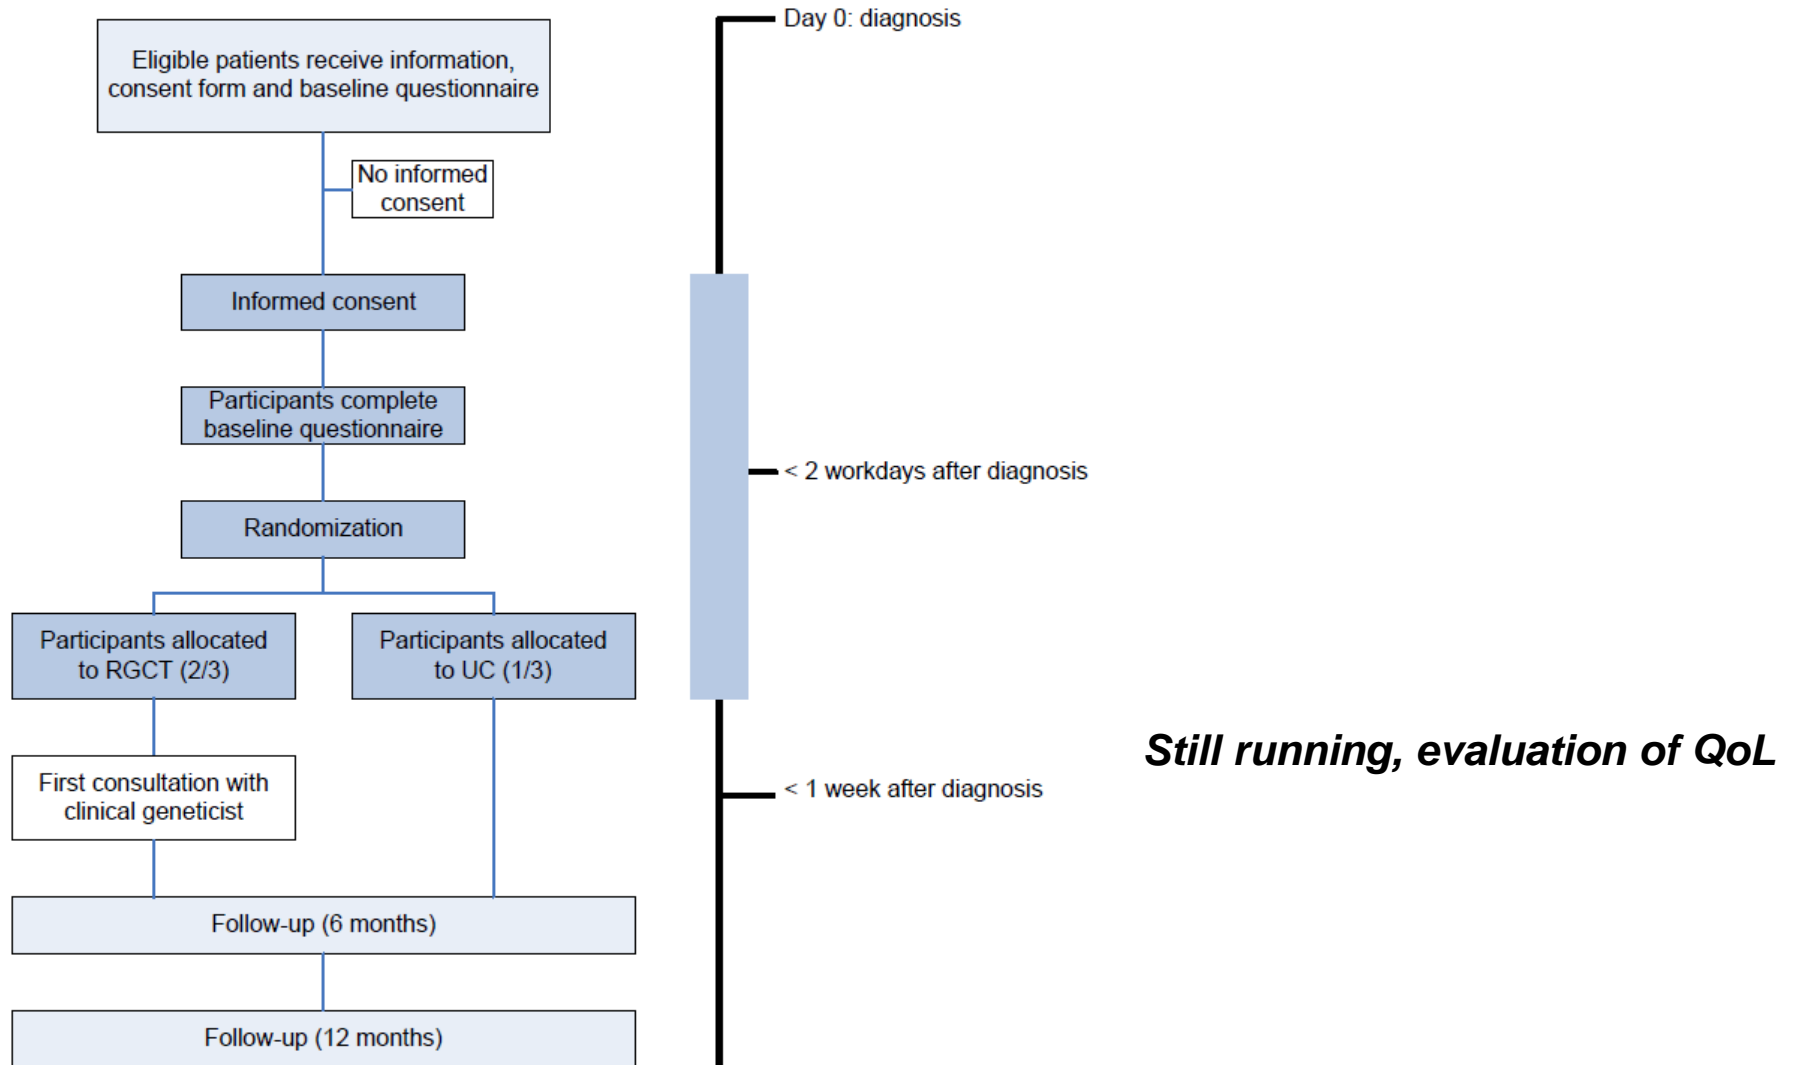 Eligible patients receive information,
consent form and baseline questionnaire
No informed
consent
Informed consent
Participants complete
baseline questionnaire
Randomization
Participants allocated
to RGCT (2/3)
Participants allocated
to UC (1/3)
First consultation with
clinical geneticist
Follow-up (6 months)
Follow-up (12 months)
Day 0: diagnosis
< 2 workdays after diagnosis
< 1 week after diagnosis
Still running, evaluation of QoL